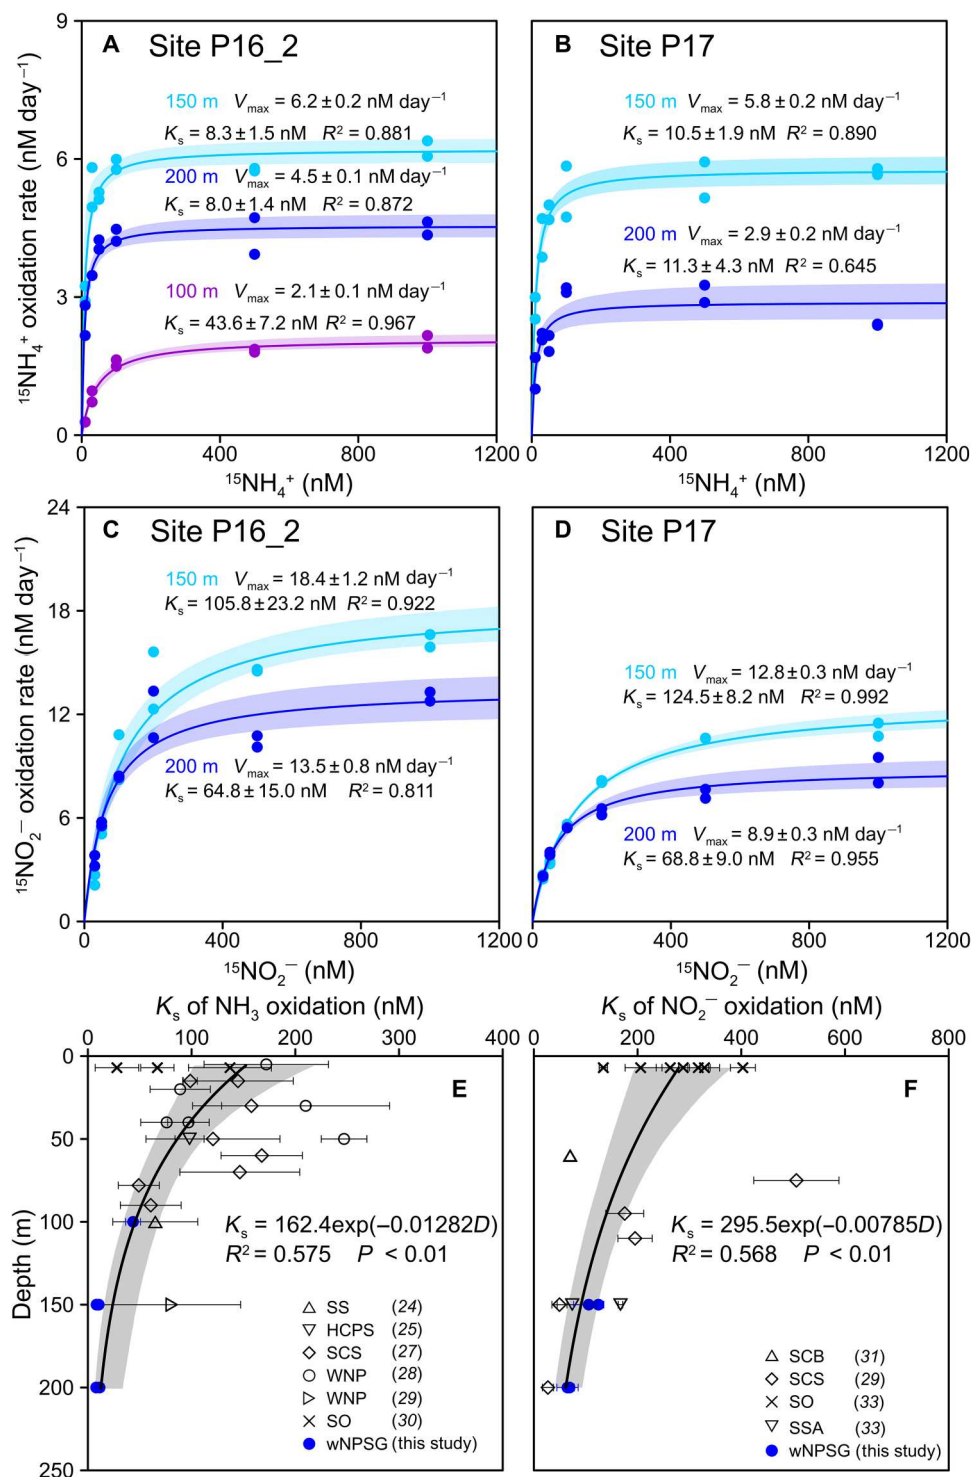 A Site P16_2
150 m Vmax = 6.2 ± 0.2 nM day−1
Ks = 8.3 ± 1.5 nM R2 = 0.881
200 m Vmax = 4.5 ± 0.1 nM day−1
Ks = 8.0 ± 1.4 nM R2 = 0.872
100 m Vmax = 2.1 ± 0.1 nM day−1
Ks = 43.6 ± 7.2 nM R2 = 0.967
15NH4+ oxidation rate (nM day−1)
9
6
3
0
0 400 800 1200
15NH4+ (nM)
B Site P17
150 m Vmax = 5.8 ± 0.2 nM day−1
Ks = 10.5 ± 1.9 nM R2 = 0.890
200 m Vmax = 2.9 ± 0.2 nM day−1
Ks = 11.3 ± 4.3 nM R2 = 0.645
0 400 800 1200
15NH4+ (nM)
C Site P16_2
150 m Vmax = 18.4 ± 1.2 nM day−1
Ks = 105.8 ± 23.2 nM R2 = 0.922
200 m Vmax = 13.5 ± 0.8 nM day−1
Ks = 64.8 ± 15.0 nM R2 = 0.811
15NO2− oxidation rate (nM day−1)
24
18
12
6
0
0 400 800 1200
15NO2− (nM)
D Site P17
150 m Vmax = 12.8 ± 0.3 nM day−1
Ks = 124.5 ± 8.2 nM R2 = 0.992
200 m Vmax = 8.9 ± 0.3 nM day−1
Ks = 68.8 ± 9.0 nM R2 = 0.955
0 400 800 1200
15NO2− (nM)
Ks of NH3 oxidation (nM)
0 100 200 300 400
E
Depth (m)
0
50
100
150
200
250
Ks = 162.4exp(−0.01282D)
R2 = 0.575 P < 0.01
SS (24)
HCPS (25)
SCS (27)
WNP (28)
WNP (29)
SO (30)
wNPSG (this study)
Ks of NO2− oxidation (nM)
0 200 400 600 800
F
Ks = 295.5exp(−0.00785D)
R2 = 0.568 P < 0.01
SCB (31)
SCS (29)
SO (33)
SSA (33)
wNPSG (this study)